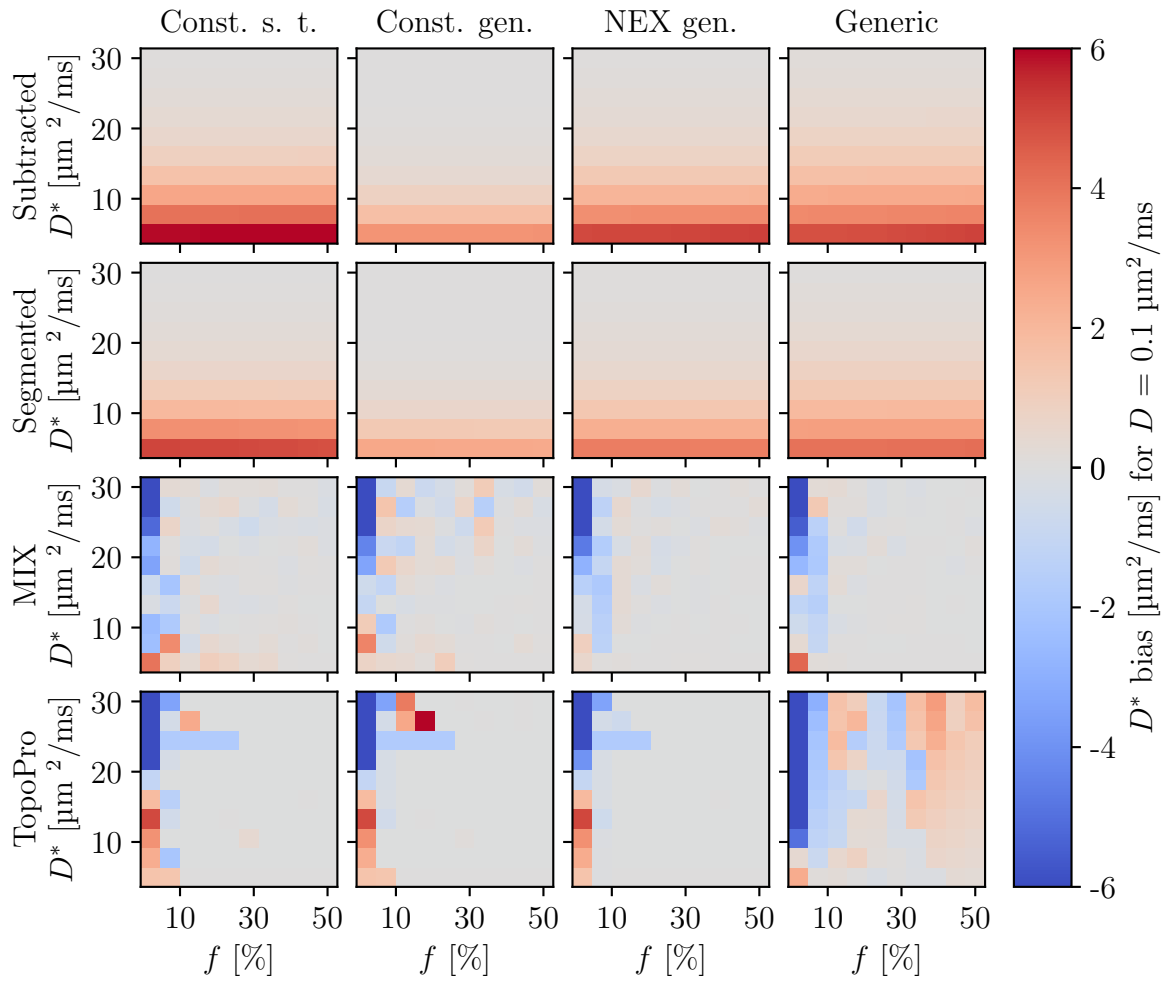 Const. s. t. Const. gen. NEX gen. Generic
Subtracted
D* [µm ²/ms]
30
20
10
Segmented
D* [µm ²/ms]
30
20
10
MIX
D* [µm ²/ms]
30
20
10
TopoPro
D* [µm ²/ms]
30
20
10
10 30 50 10 30 50 10 30 50 10 30 50
f [%] f [%] f [%] f [%]
6
4
2
0
-2
-4
-6
D* bias [µm²/ms] for D = 0.1 µm²/ms